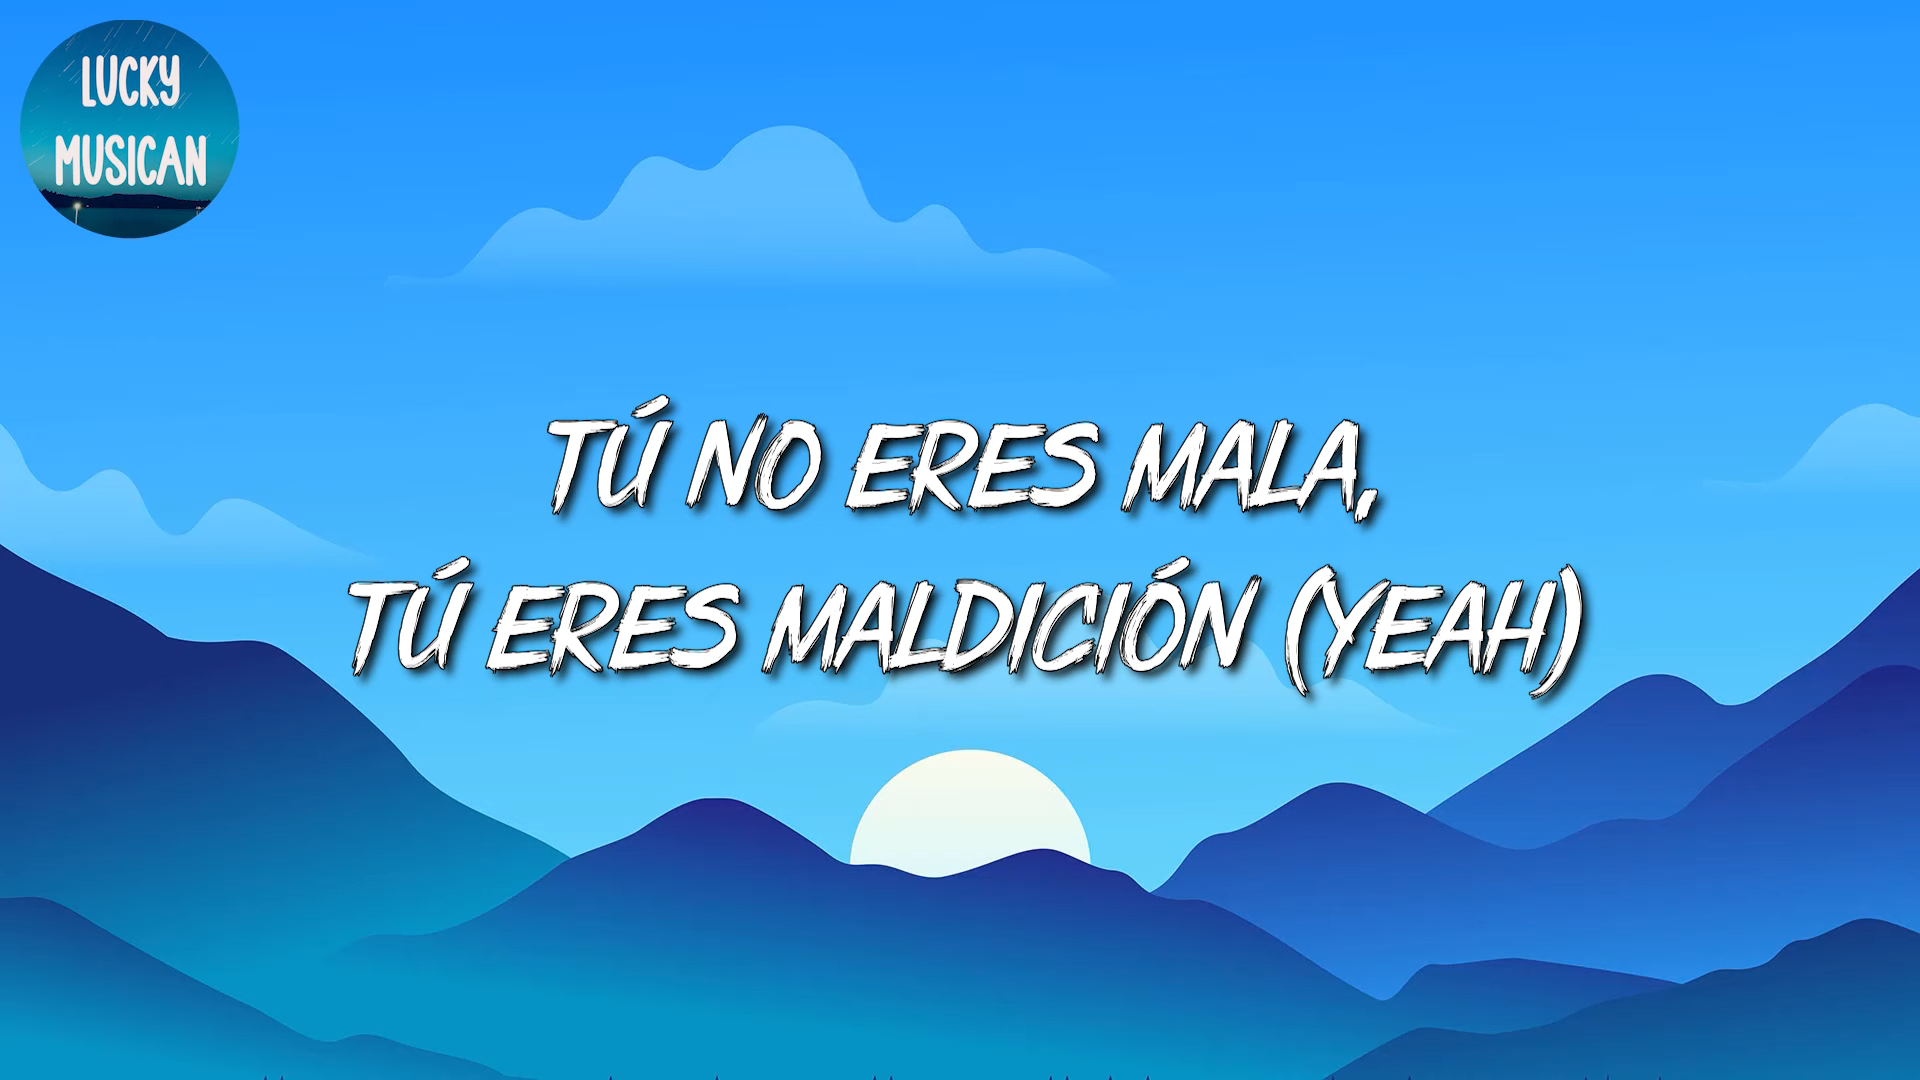 LUCKY
MUSICAN
TÚ NO ERES MALA,
TÚ ERES MALDICIÓN (YEAH)